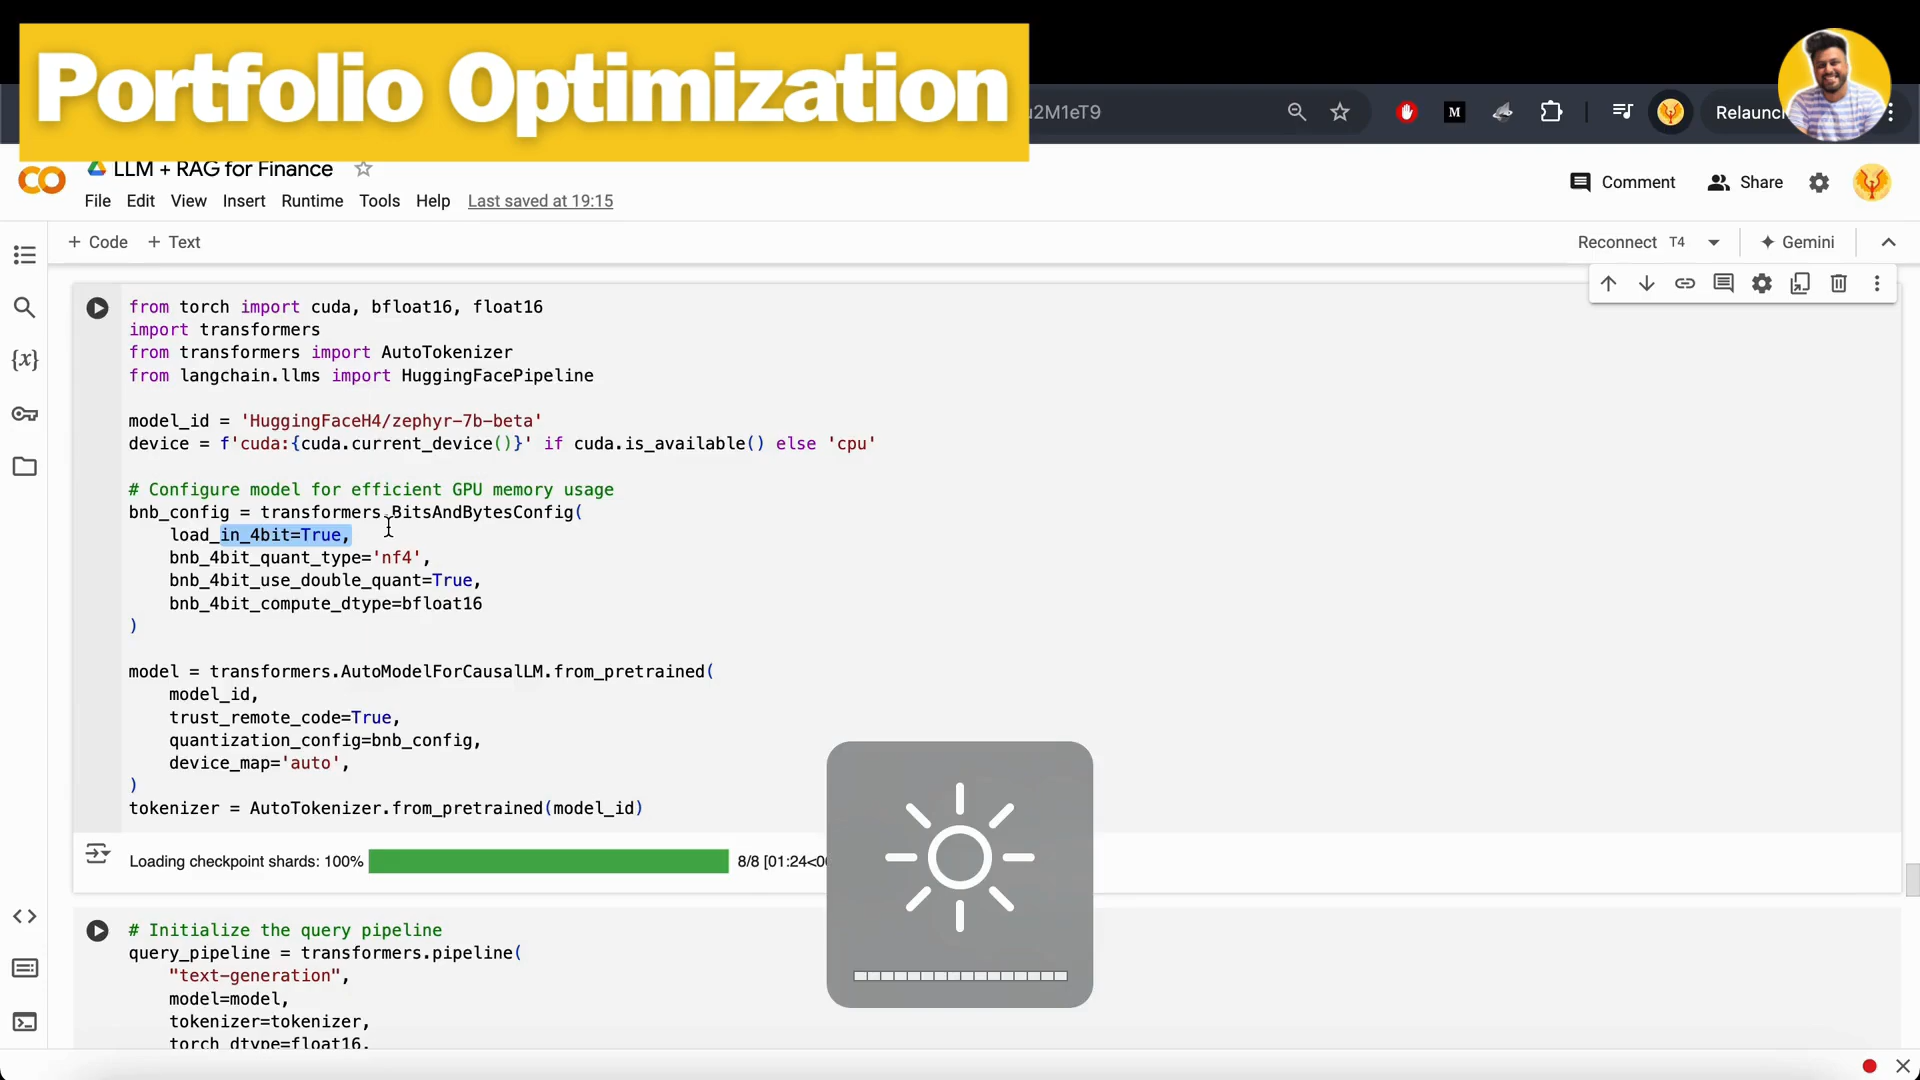 Portfolio Optimization
u2M1eT9
M
Relaunc
LLM + RAG for Finance
File Edit View Insert Runtime Tools Help Last saved at 19:15
Comment
Share
+ Code + Text
Reconnect T4
Gemini
from torch import cuda, bfloat16, float16
import transformers
from transformers import AutoTokenizer
from langchain.llms import HuggingFacePipeline
model_id = 'HuggingFaceH4/zephyr-7b-beta'
device = f'cuda:{cuda.current_device()}' if cuda.is_available() else 'cpu'
# Configure model for efficient GPU memory usage
bnb_config = transformers.BitsAndBytesConfig(
load_in_4bit=True,
bnb_4bit_quant_type='nf4',
bnb_4bit_use_double_quant=True,
bnb_4bit_compute_dtype=bfloat16
)
model = transformers.AutoModelForCausalLM.from_pretrained(
model_id,
trust_remote_code=True,
quantization_config=bnb_config,
device_map='auto',
)
tokenizer = AutoTokenizer.from_pretrained(model_id)
Loading checkpoint shards: 100% 8/8 [01:24<0
# Initialize the query pipeline
query_pipeline = transformers.pipeline(
"text-generation",
model=model,
tokenizer=tokenizer,
torch_dtype=float16,